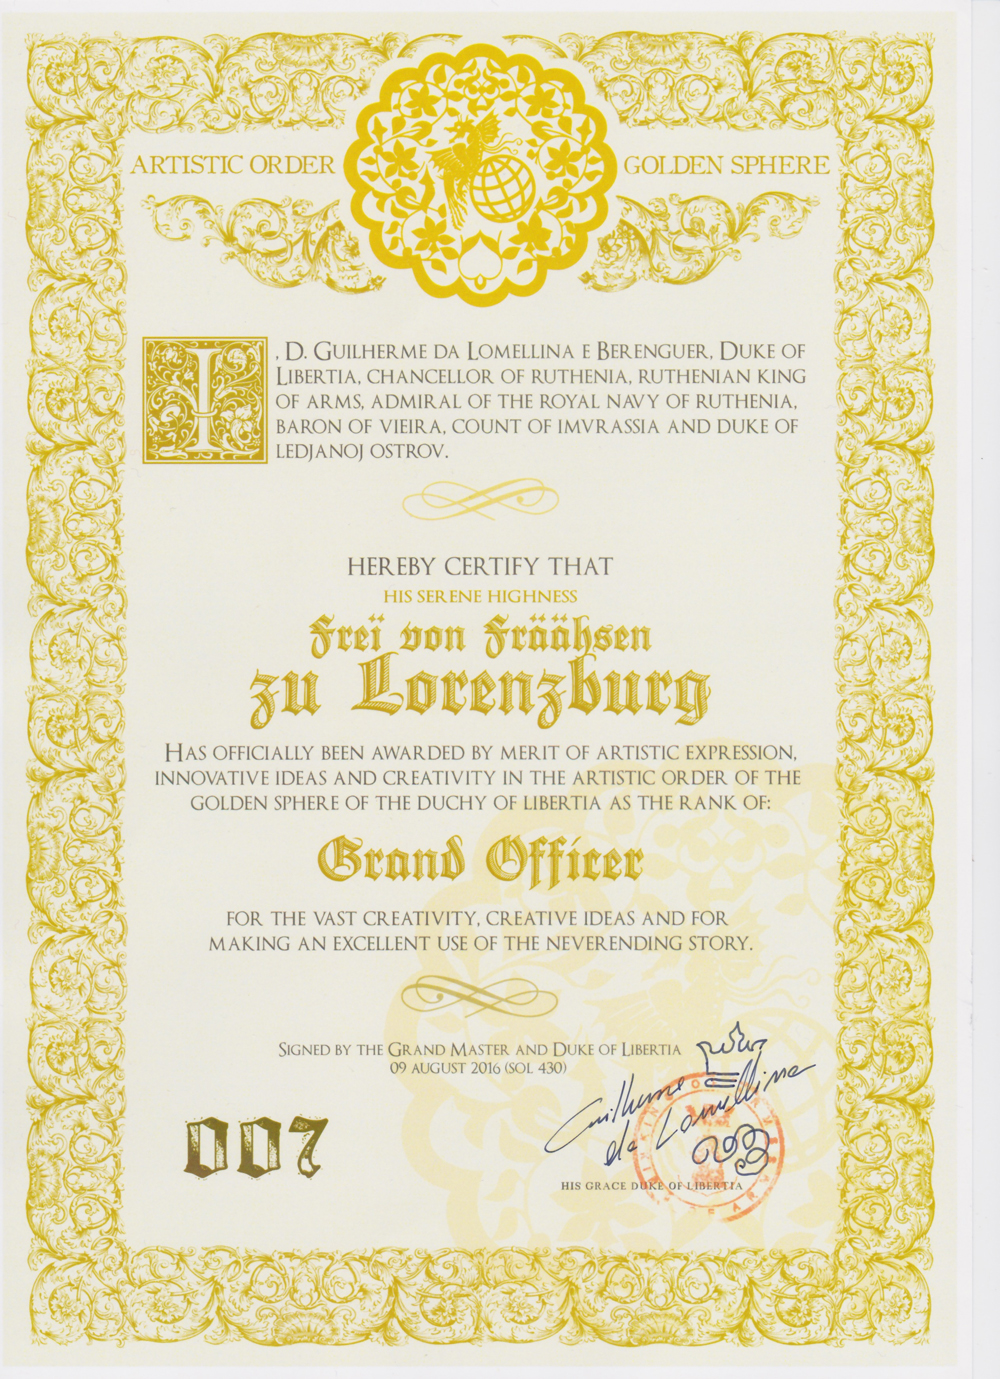 ARTISTIC ORDER GOLDEN SPHERE
I, D. GUILHERME DA LOMELLINA E BERENGUER, DUKE OF
LIBERTIA, CHANCELLOR OF RUTHENIA, RUTHENIAN KING
OF ARMS, ADMIRAL OF THE ROYAL NAVY OF RUTHENIA,
BARON OF VIEIRA, COUNT OF IMVRASSIA AND DUKE OF
LEDJANOJ OSTROV.
HEREBY CERTIFY THAT
HIS SERENE HIGHNESS
Freï von Fräähsen
zu Lorenzburg
HAS OFFICIALLY BEEN AWARDED BY MERIT OF ARTISTIC EXPRESSION,
INNOVATIVE IDEAS AND CREATIVITY IN THE ARTISTIC ORDER OF THE
GOLDEN SPHERE OF THE DUCHY OF LIBERTIA AS THE RANK OF:
Grand Officer
FOR THE VAST CREATIVITY, CREATIVE IDEAS AND FOR
MAKING AN EXCELLENT USE OF THE NEVERENDING STORY.
SIGNED BY THE GRAND MASTER AND DUKE OF LIBERTIA
09 AUGUST 2016 (SOL 430)
007
Guilherme
da Lomellina
HIS GRACE DUKE OF LIBERTIA